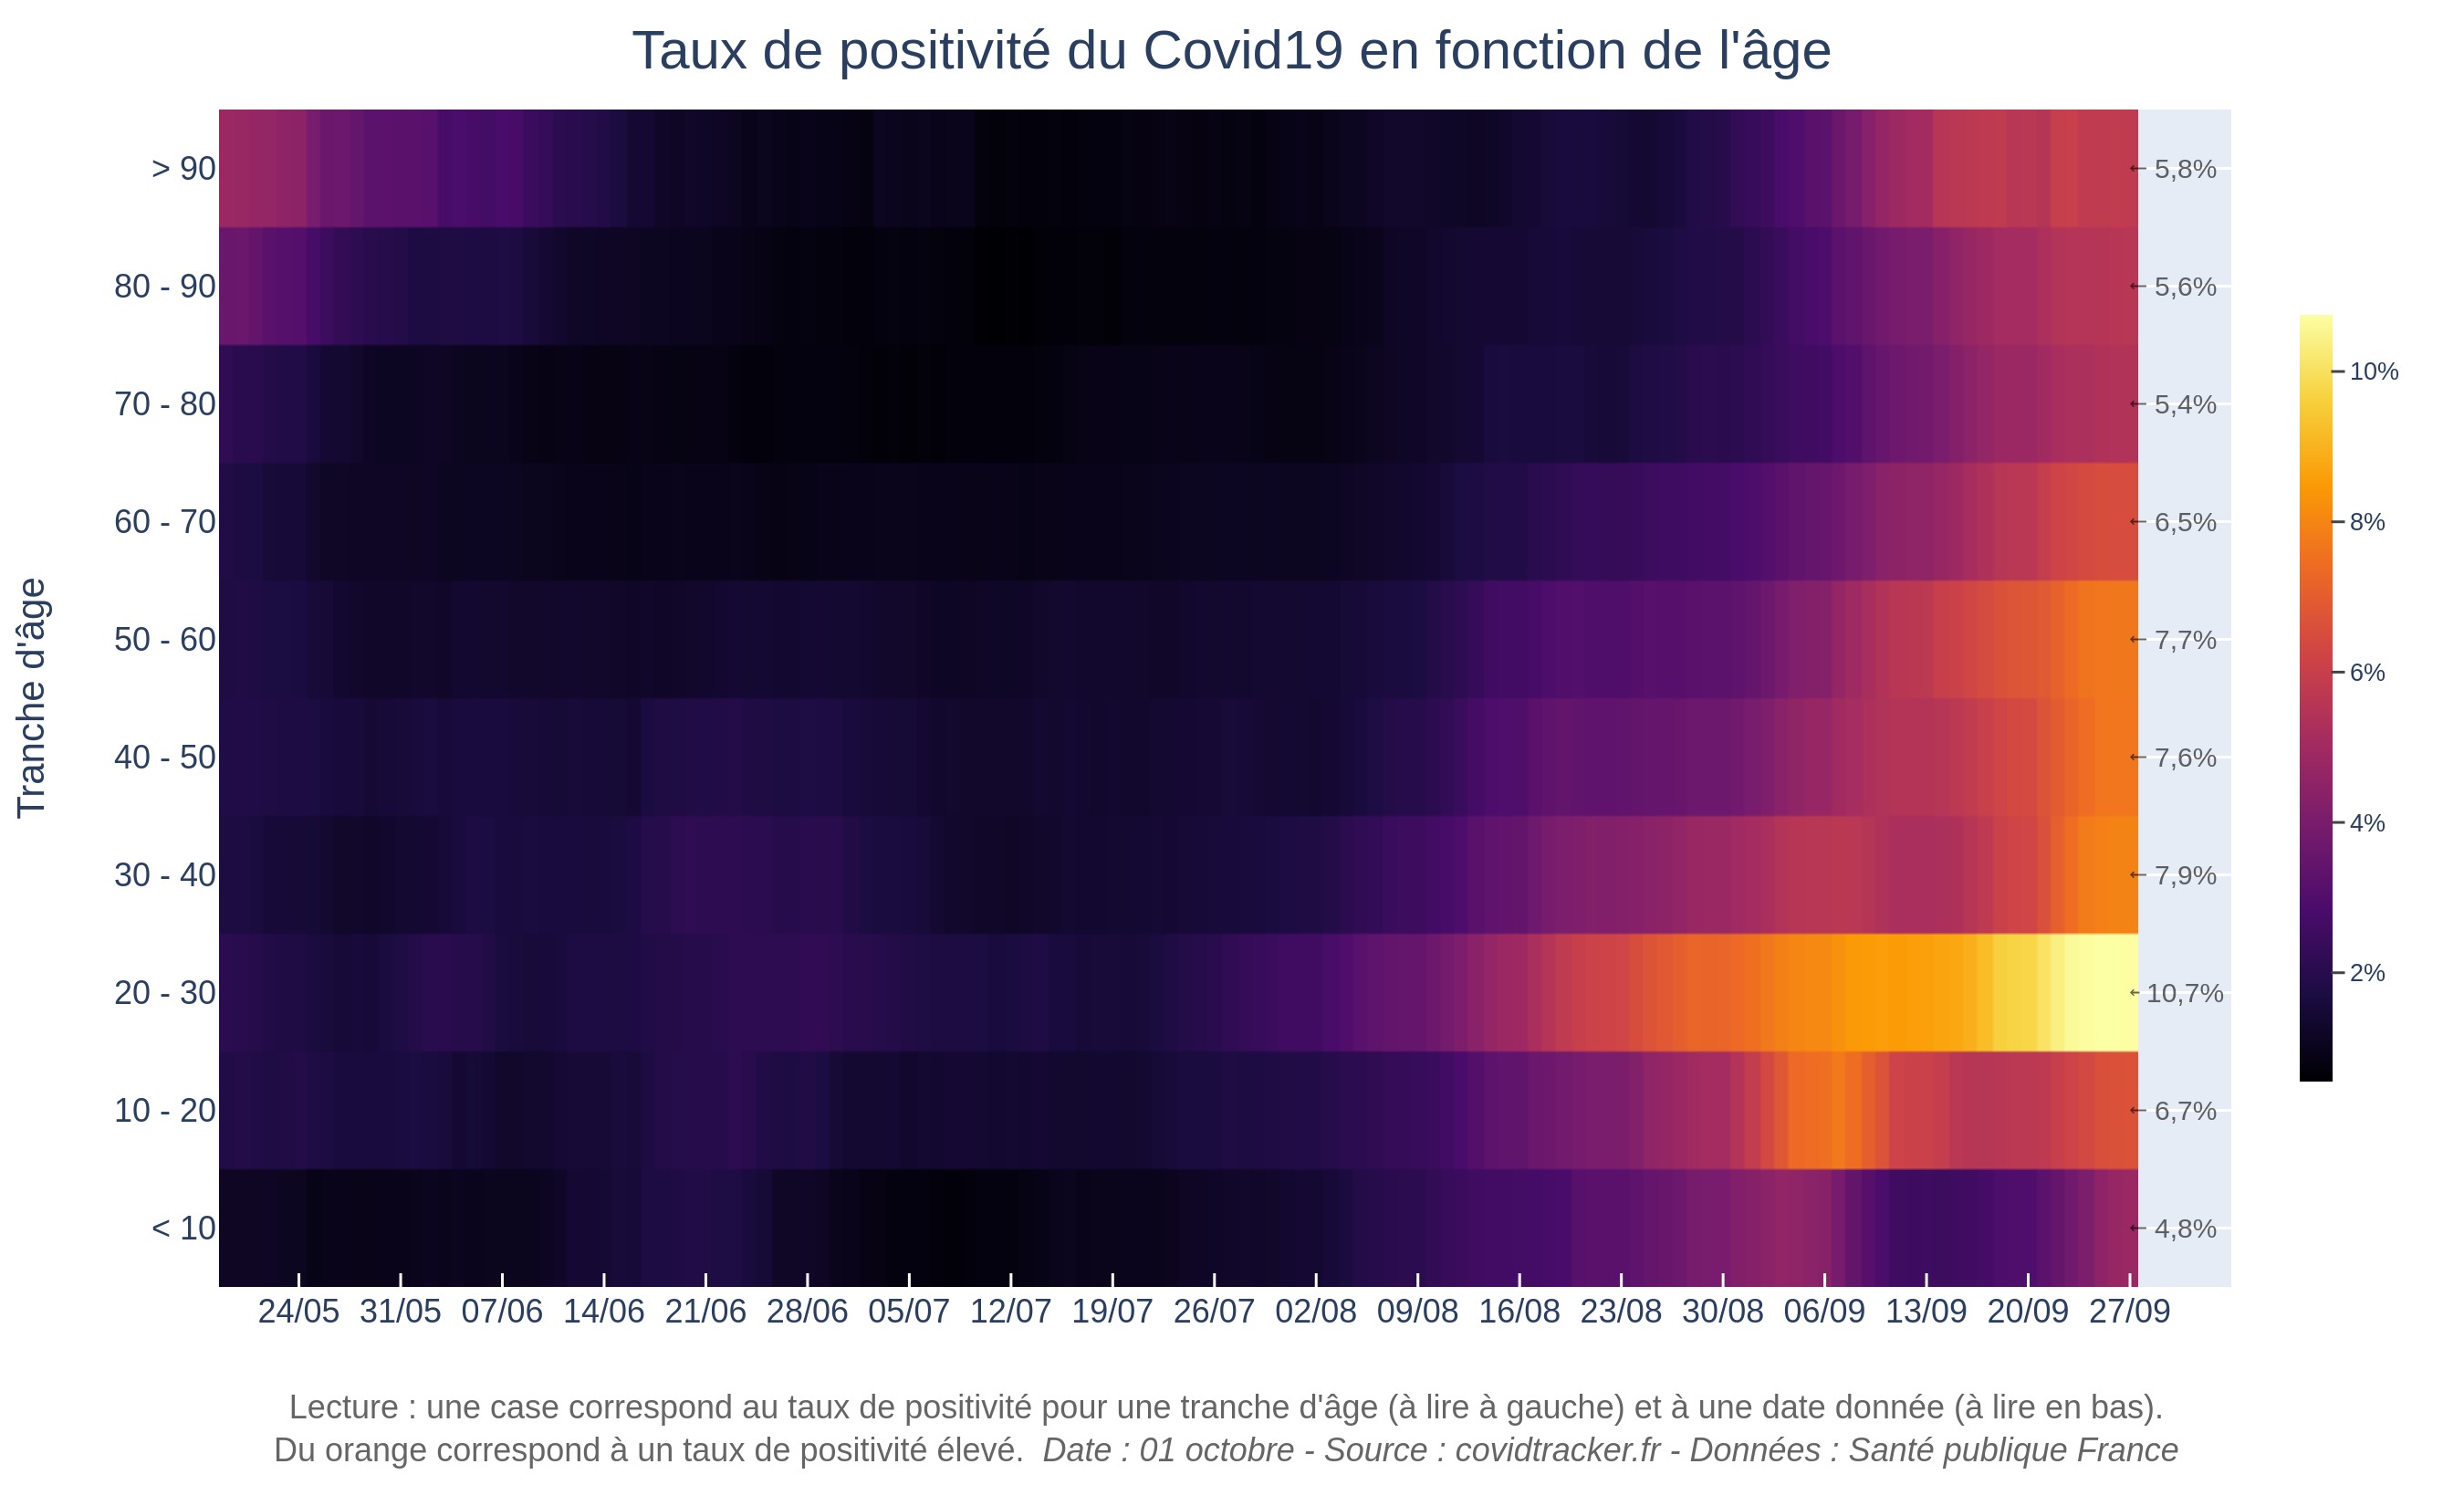 Taux de positivité du Covid19 en fonction de l'âge
Tranche d'âge
> 90
80 - 90
70 - 80
60 - 70
50 - 60
40 - 50
30 - 40
20 - 30
10 - 20
< 10
5,8%
5,6%
5,4%
6,5%
7,7%
7,6%
7,9%
10,7%
6,7%
4,8%
10%
8%
6%
4%
2%
24/05 31/05 07/06 14/06 21/06 28/06 05/07 12/07 19/07 26/07 02/08 09/08 16/08 23/08 30/08 06/09 13/09 20/09 27/09
Lecture : une case correspond au taux de positivité pour une tranche d'âge (à lire à gauche) et à une date donnée (à lire en bas).
Du orange correspond à un taux de positivité élevé. Date : 01 octobre - Source : covidtracker.fr - Données : Santé publique France